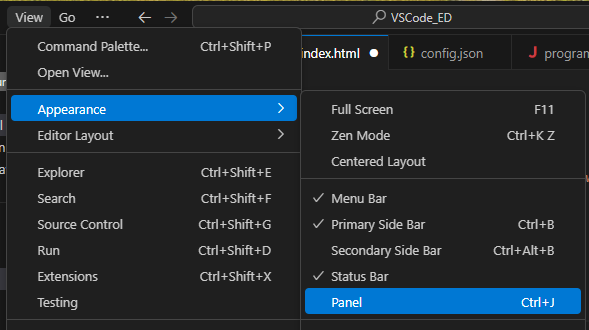 View Go ... VSCode_ED
Command Palette... Ctrl+Shift+P
Open View...
index.html
config.json
program
Appearance
Editor Layout
Explorer Ctrl+Shift+E
Search Ctrl+Shift+F
Source Control Ctrl+Shift+G
Run Ctrl+Shift+D
Extensions Ctrl+Shift+X
Testing
Full Screen F11
Zen Mode Ctrl+K Z
Centered Layout
Menu Bar
Primary Side Bar Ctrl+B
Secondary Side Bar Ctrl+Alt+B
Status Bar
Panel Ctrl+J